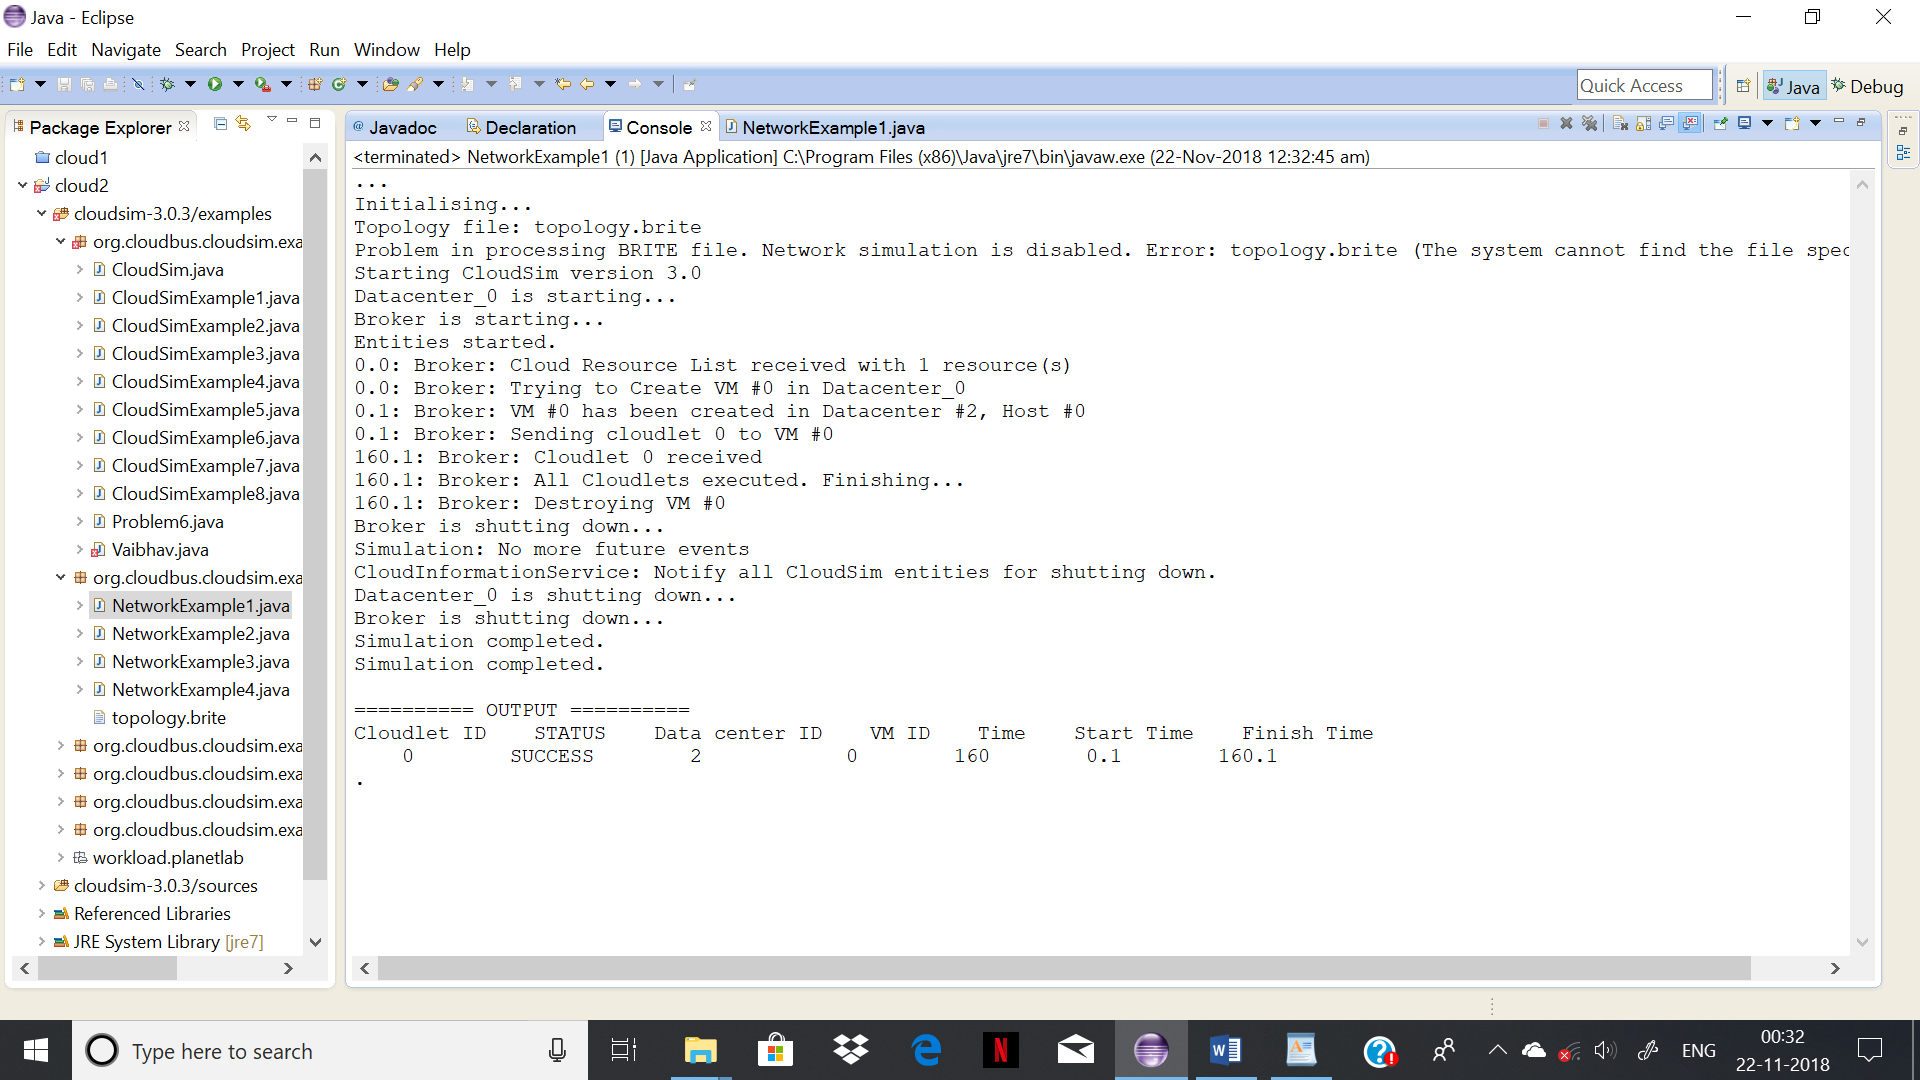 Java - Eclipse
File Edit Navigate Search Project Run Window Help
Quick Access
Java
Debug
Package Explorer
cloud1
cloud2
cloudsim-3.0.3/examples
org.cloudbus.cloudsim.exa
CloudSim.java
CloudSimExample1.java
CloudSimExample2.java
CloudSimExample3.java
CloudSimExample4.java
CloudSimExample5.java
CloudSimExample6.java
CloudSimExample7.java
CloudSimExample8.java
Problem6.java
Vaibhav.java
org.cloudbus.cloudsim.exa
NetworkExample1.java
NetworkExample2.java
NetworkExample3.java
NetworkExample4.java
topology.brite
org.cloudbus.cloudsim.exa
org.cloudbus.cloudsim.exa
org.cloudbus.cloudsim.exa
org.cloudbus.cloudsim.exa
workload.planetlab
cloudsim-3.0.3/sources
Referenced Libraries
JRE System Library [jre7]
@ Javadoc Declaration Console NetworkExample1.java
<terminated> NetworkExample1 (1) [Java Application] C:\Program Files (x86)\Java\jre7\bin\javaw.exe (22-Nov-2018 12:32:45 am)
...
Initialising...
Topology file: topology.brite
Problem in processing BRITE file. Network simulation is disabled. Error: topology.brite (The system cannot find the file spec
Starting CloudSim version 3.0
Datacenter_0 is starting...
Broker is starting...
Entities started.
0.0: Broker: Cloud Resource List received with 1 resource(s)
0.0: Broker: Trying to Create VM #0 in Datacenter_0
0.1: Broker: VM #0 has been created in Datacenter #2, Host #0
0.1: Broker: Sending cloudlet 0 to VM #0
160.1: Broker: Cloudlet 0 received
160.1: Broker: All Cloudlets executed. Finishing...
160.1: Broker: Destroying VM #0
Broker is shutting down...
Simulation: No more future events
CloudInformationService: Notify all CloudSim entities for shutting down.
Datacenter_0 is shutting down...
Broker is shutting down...
Simulation completed.
Simulation completed.
========== OUTPUT ==========
Cloudlet ID STATUS Data center ID VM ID Time Start Time Finish Time
0 SUCCESS 2 0 160 0.1 160.1
.
Type here to search
ENG
00:32
22-11-2018